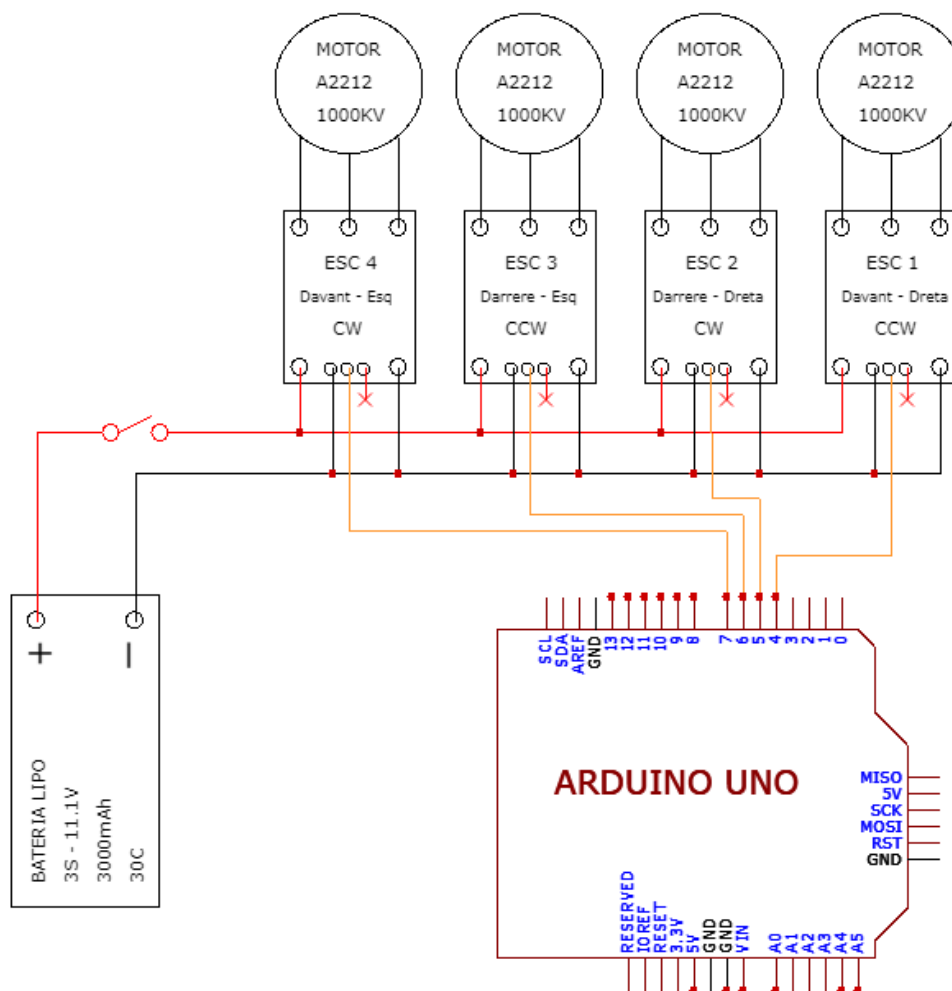 MOTOR
A2212
1000KV
MOTOR
A2212
1000KV
MOTOR
A2212
1000KV
MOTOR
A2212
1000KV
ESC 4
Davant - Esq
CW
ESC 3
Darrere - Esq
CCW
ESC 2
Darrere - Dreta
CW
ESC 1
Davant - Dreta
CCW
+
−
BATERIA LIPO
3S - 11.1V
3000mAh
30C
SCL
SDA
AREF
GND
13
12
11
10
9
8
7
6
5
4
3
2
1
0
ARDUINO UNO
MISO
5V
SCK
MOSI
RST
GND
RESERVED
IOREF
RESET
3.3V
5V
GND
GND
VIN
A0
A1
A2
A3
A4
A5